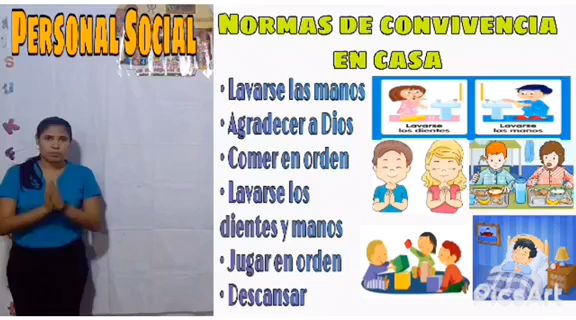 Personal Social
Normas de convivencia
en casa
• Lavarse las manos
• Agradecer a Dios
• Comer en orden
• Lavarse los
dientes y manos
• Jugar en orden
• Descansar
Lavarse
los dientes
Lavarse
las manos
PicsArt